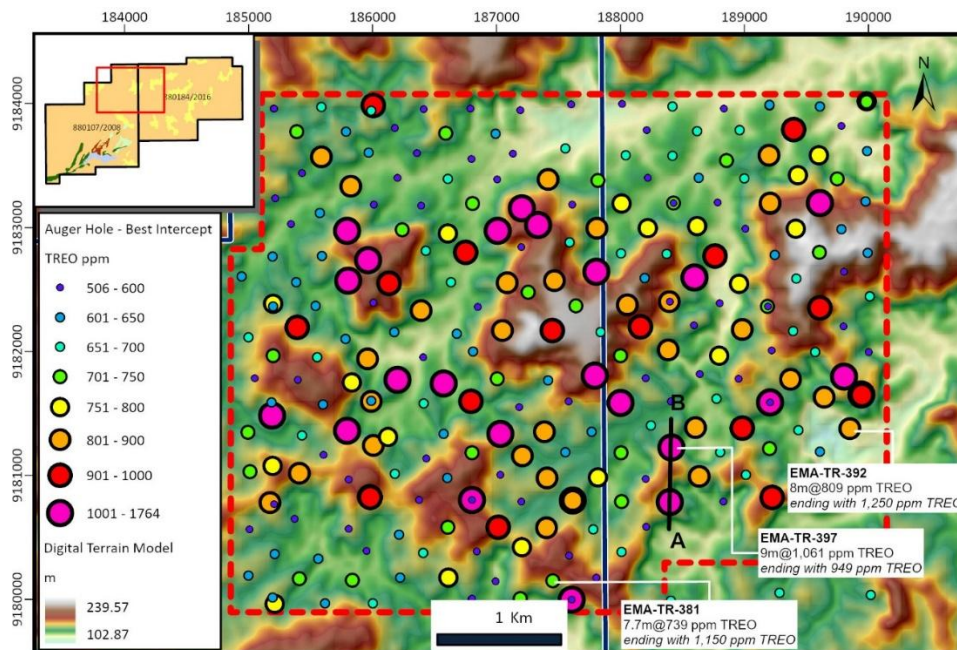 184000 185000 186000 187000 188000 189000 190000
9184000
9183000
9182000
9181000
9180000
N
880184/2016
880107/2008
Auger Hole - Best Intercept
TREO ppm
506 - 600
601 - 650
651 - 700
701 - 750
751 - 800
801 - 900
901 - 1000
1001 - 1764
Digital Terrain Model
m
239.57
102.87
B
A
EMA-TR-392
8m@809 ppm TREO
ending with 1,250 ppm TREO
EMA-TR-397
9m@1,061 ppm TREO
ending with 949 ppm TREO
EMA-TR-381
7.7m@739 ppm TREO
ending with 1,150 ppm TREO
1 Km